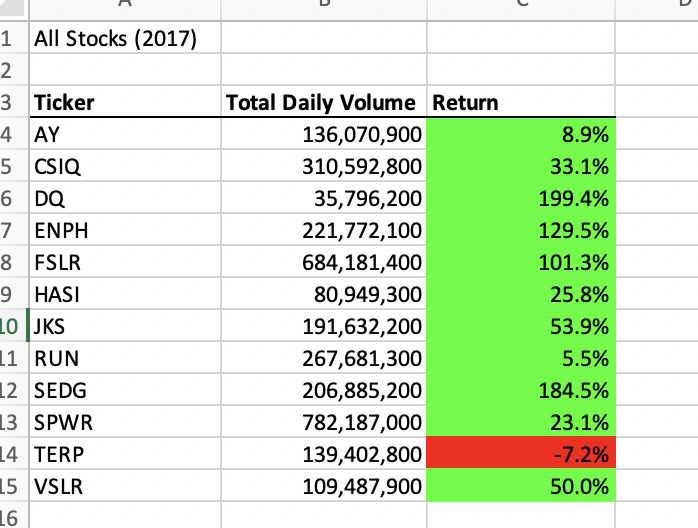 1 All Stocks (2017)
2
3 Ticker Total Daily Volume Return
4 AY 136,070,900 8.9%
5 CSIQ 310,592,800 33.1%
6 DQ 35,796,200 199.4%
7 ENPH 221,772,100 129.5%
8 FSLR 684,181,400 101.3%
9 HASI 80,949,300 25.8%
10 JKS 191,632,200 53.9%
11 RUN 267,681,300 5.5%
12 SEDG 206,885,200 184.5%
13 SPWR 782,187,000 23.1%
14 TERP 139,402,800 -7.2%
15 VSLR 109,487,900 50.0%
16